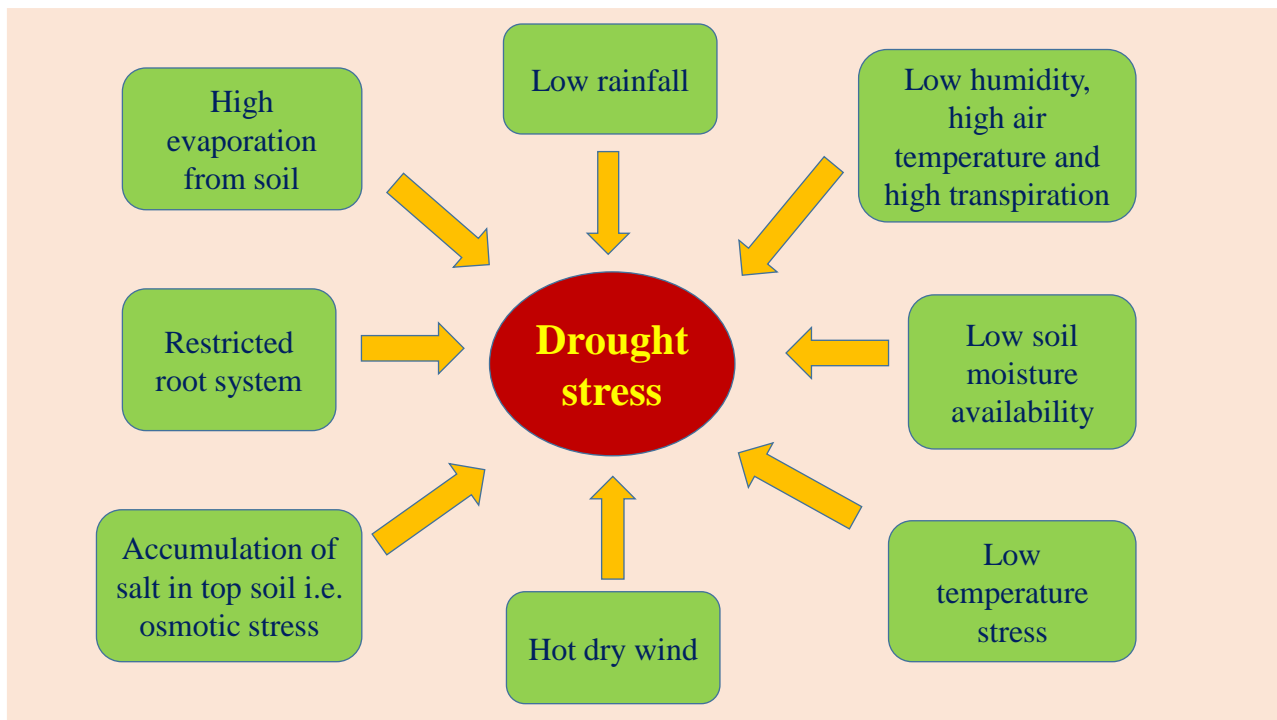 Low rainfall
High
evaporation
from soil
Low humidity,
high air
temperature and
high transpiration
Restricted
root system
Drought
stress
Low soil
moisture
availability
Accumulation of
salt in top soil i.e.
osmotic stress
Hot dry wind
Low
temperature
stress